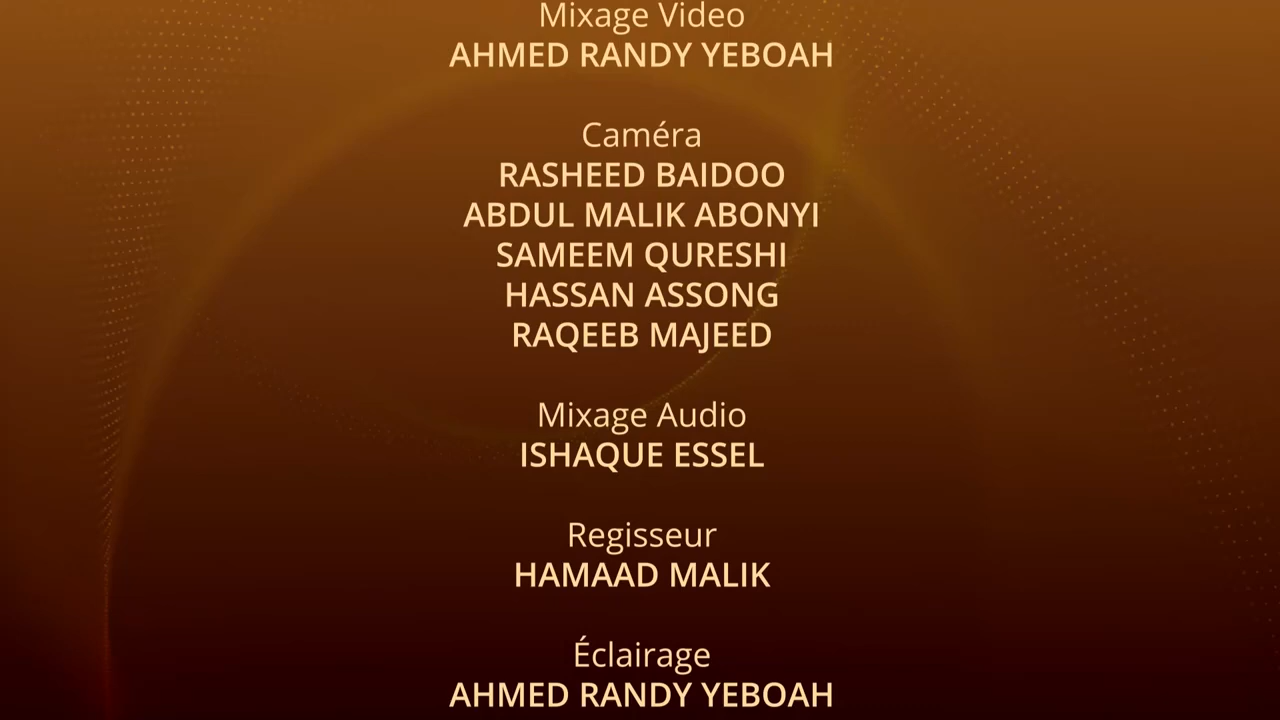 Mixage Video
AHMED RANDY YEBOAH
Caméra
RASHEED BAIDOO
ABDUL MALIK ABONYI
SAMEEM QURESHI
HASSAN ASSONG
RAQEEB MAJEED
Mixage Audio
ISHAQUE ESSEL
Regisseur
HAMAAD MALIK
Éclairage
AHMED RANDY YEBOAH